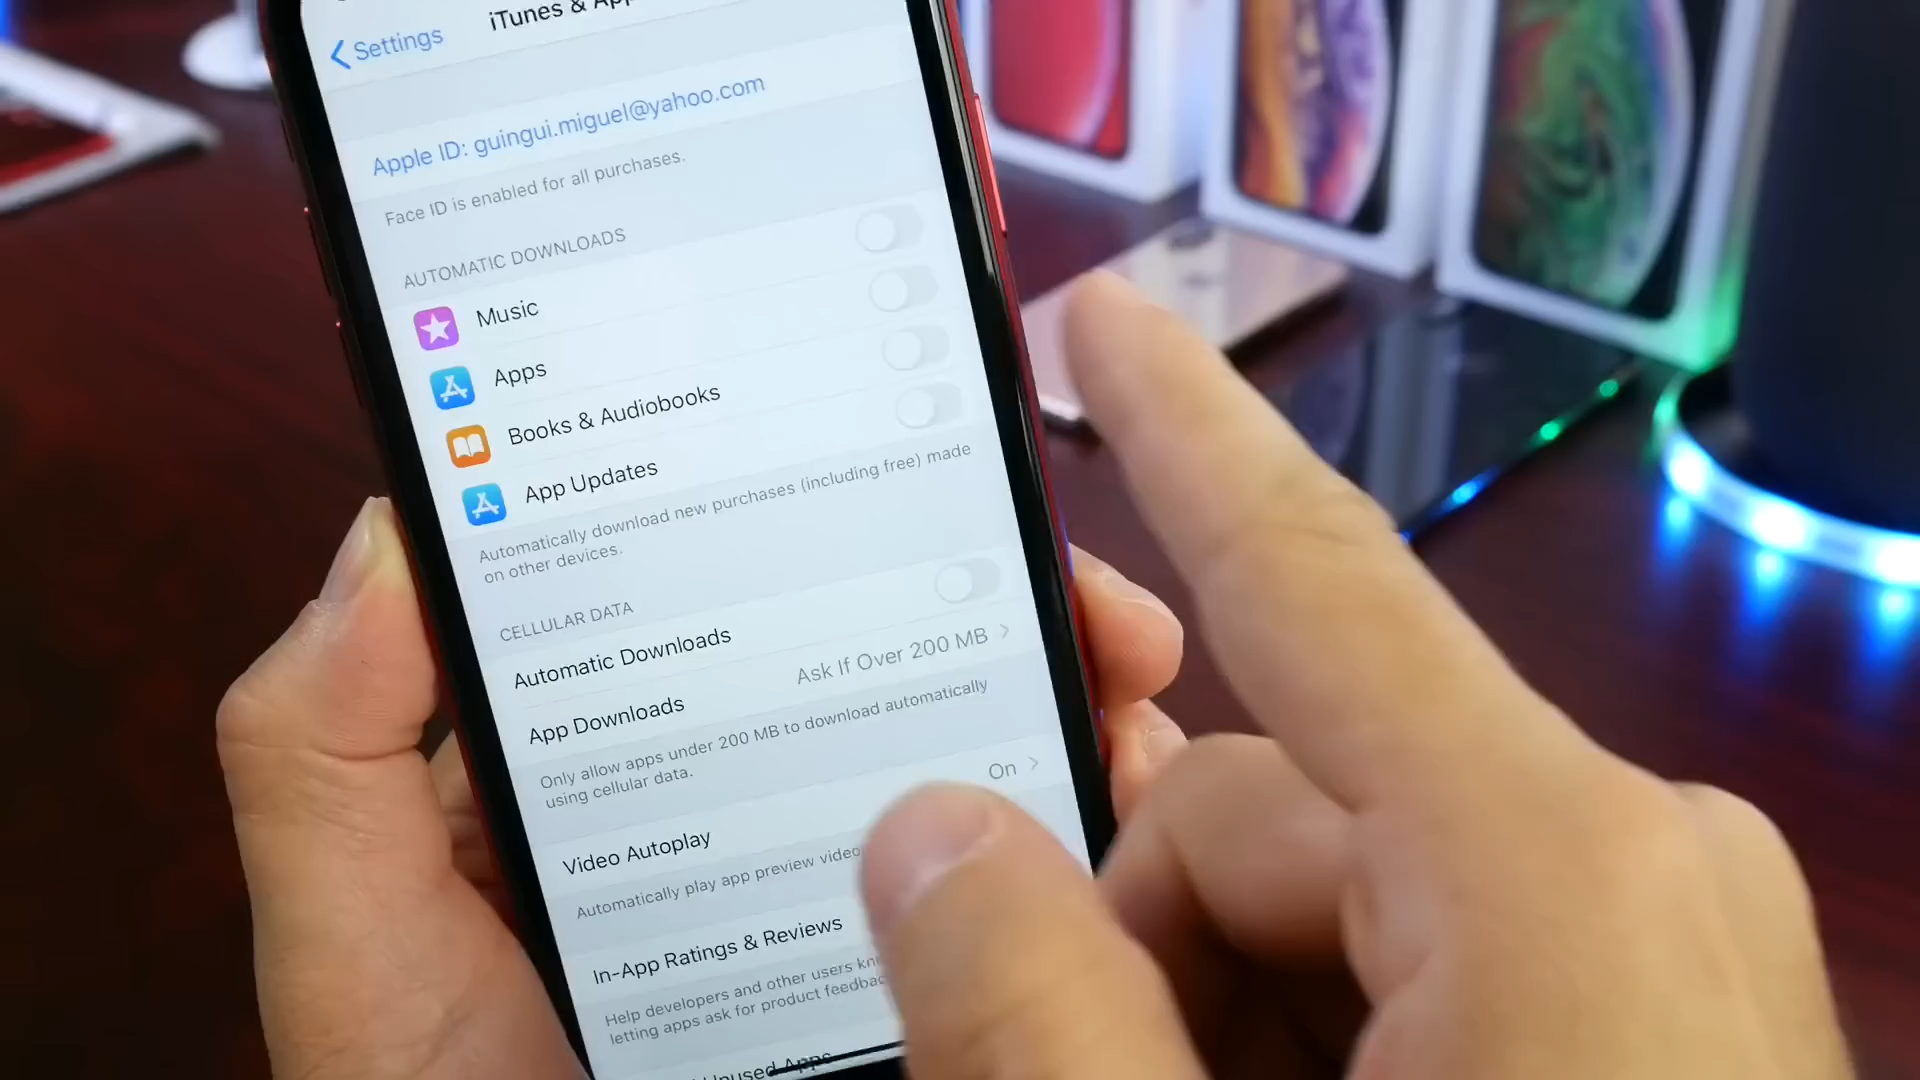 Settings
iTunes & App
Apple ID: guingui.miguel@yahoo.com
Face ID is enabled for all purchases.
AUTOMATIC DOWNLOADS
Music
Apps
Books & Audiobooks
App Updates
Automatically download new purchases (including free) made
on other devices.
CELLULAR DATA
Automatic Downloads
App Downloads Ask If Over 200 MB
Only allow apps under 200 MB to download automatically
using cellular data.
Video Autoplay On
Automatically play app preview video
In-App Ratings & Reviews
Help developers and other users kn
letting apps ask for product feedbac
Unused Apps